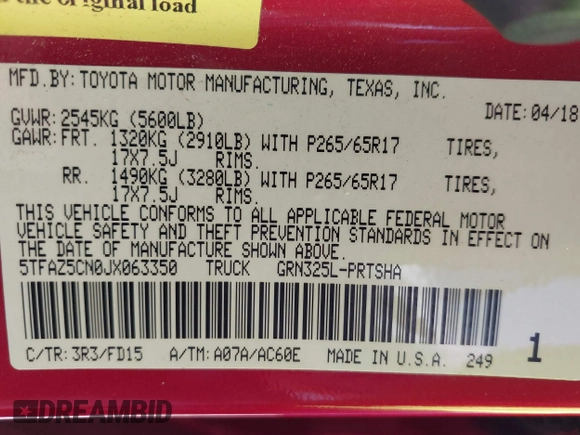 the original load
MFD.BY: TOYOTA MOTOR MANUFACTURING, TEXAS, INC.
GVWR: 2545KG (5600LB) DATE: 04/18
GAWR: FRT. 1320KG (2910LB) WITH P265/65R17 TIRES,
17X7.5J RIMS.
RR. 1490KG (3280LB) WITH P265/65R17 TIRES,
17X7.5J RIMS.
THIS VEHICLE CONFORMS TO ALL APPLICABLE FEDERAL MOTOR
VEHICLE SAFETY AND THEFT PREVENTION STANDARDS IN EFFECT ON
THE DATE OF MANUFACTURE SHOWN ABOVE.
5TFAZ5CN0JX063350 TRUCK GRN325L-PRTSHA
C/TR: 3R3/FD15 A/TM: A07A/AC60E MADE IN U.S.A. 249 1
DREAMBID